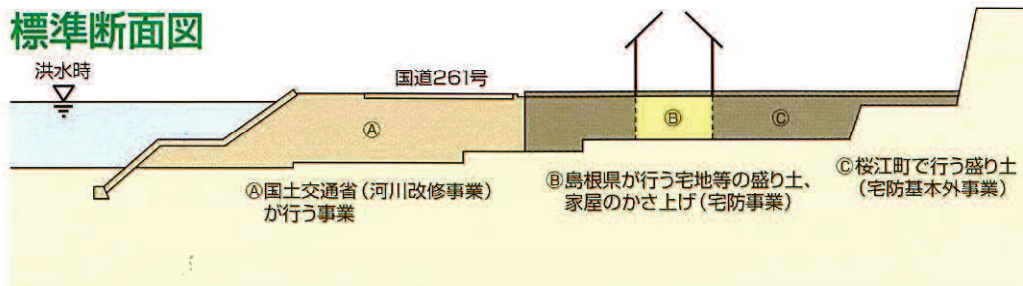 標準断面図
洪水時
国道261号
Ⓐ
Ⓑ
Ⓒ
Ⓐ国土交通省(河川改修事業)
が行う事業
Ⓑ島根県が行う宅地等の盛り土、
家屋のかさ上げ(宅防事業)
Ⓒ桜江町で行う盛り土
(宅防基本外事業)